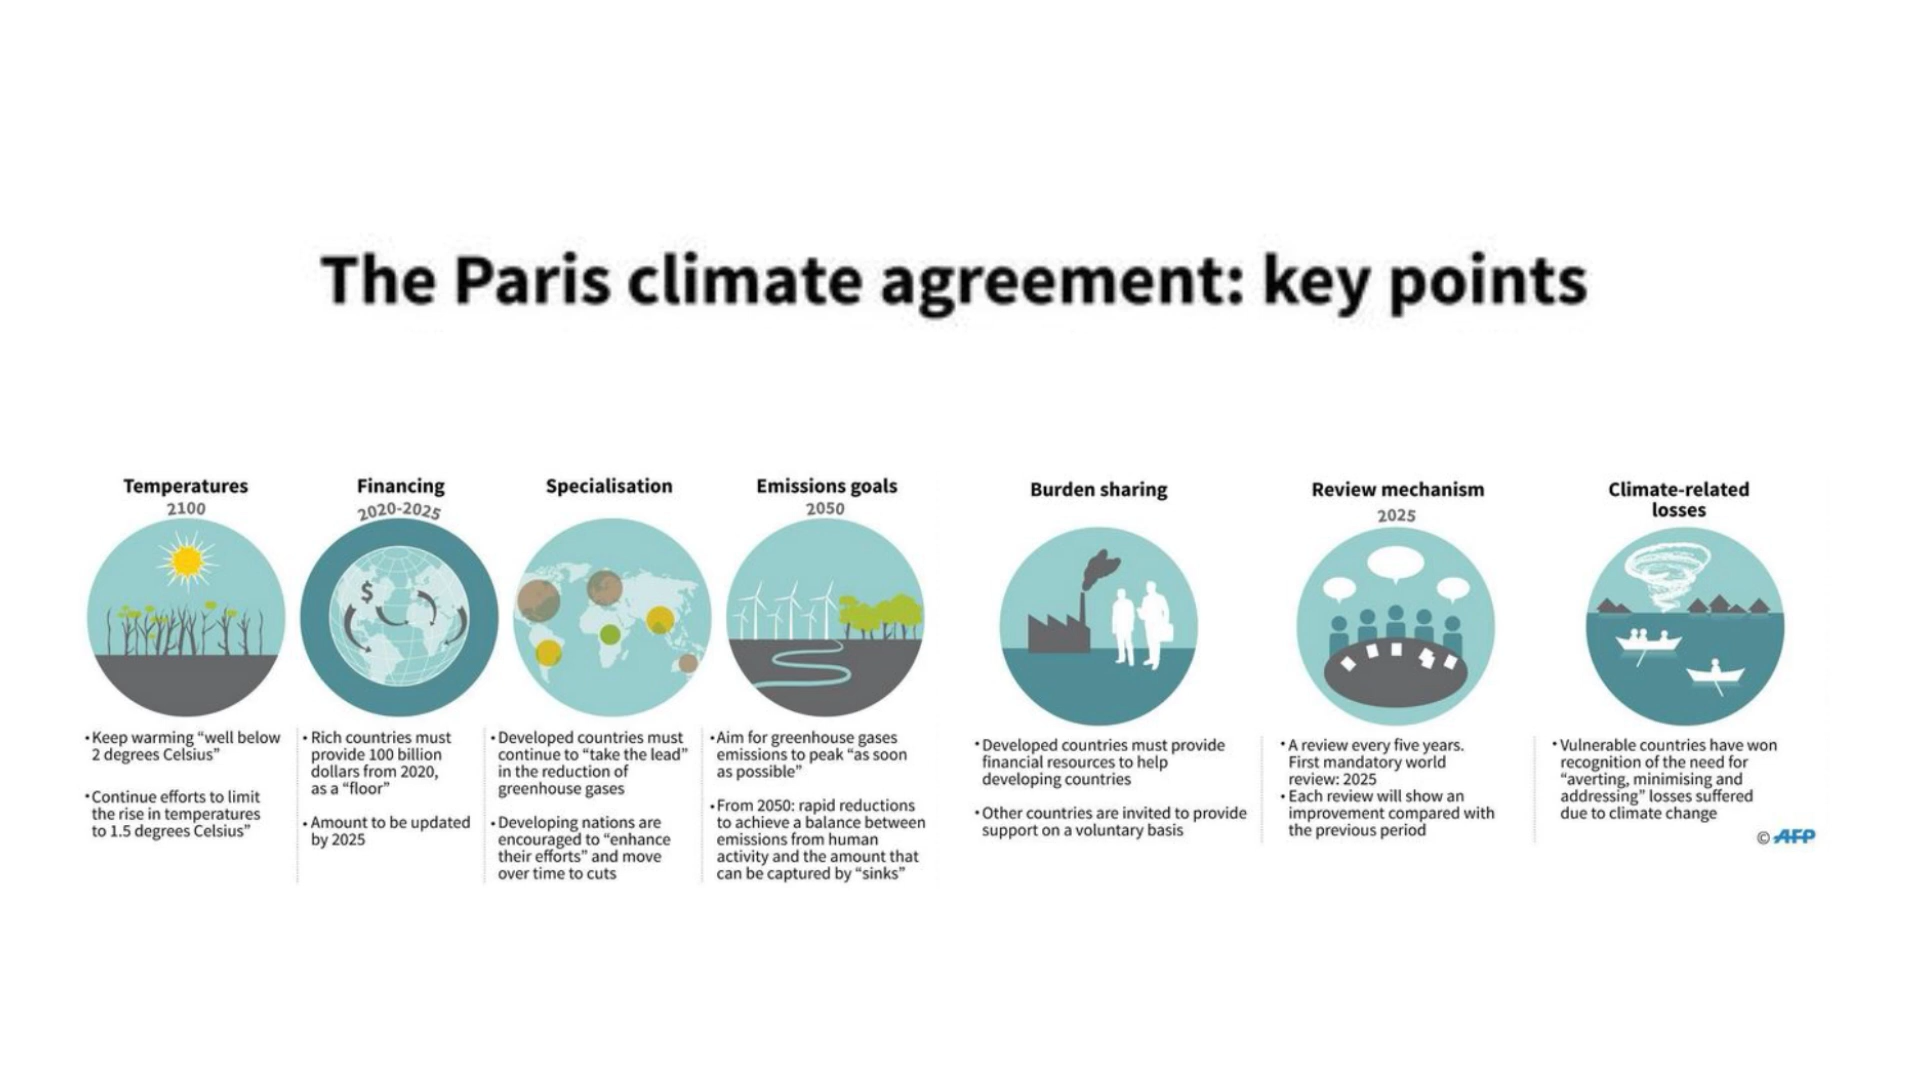 The Paris climate agreement: key points
Temperatures
2100
• Keep warming “well below
2 degrees Celsius”
• Continue efforts to limit
the rise in temperatures
to 1.5 degrees Celsius”
Financing
2020-2025
$
• Rich countries must
provide 100 billion
dollars from 2020,
as a “floor”
• Amount to be updated
by 2025
Specialisation
• Developed countries must
continue to “take the lead”
in the reduction of
greenhouse gases
• Developing nations are
encouraged to “enhance
their efforts” and move
over time to cuts
Emissions goals
2050
• Aim for greenhouse gases
emissions to peak “as soon
as possible”
• From 2050: rapid reductions
to achieve a balance between
emissions from human
activity and the amount that
can be captured by “sinks”
Burden sharing
• Developed countries must provide
financial resources to help
developing countries
• Other countries are invited to provide
support on a voluntary basis
Review mechanism
2025
• A review every five years.
First mandatory world
review: 2025
• Each review will show an
improvement compared with
the previous period
Climate-related
losses
• Vulnerable countries have won
recognition of the need for
“averting, minimising and
addressing” losses suffered
due to climate change
© AFP